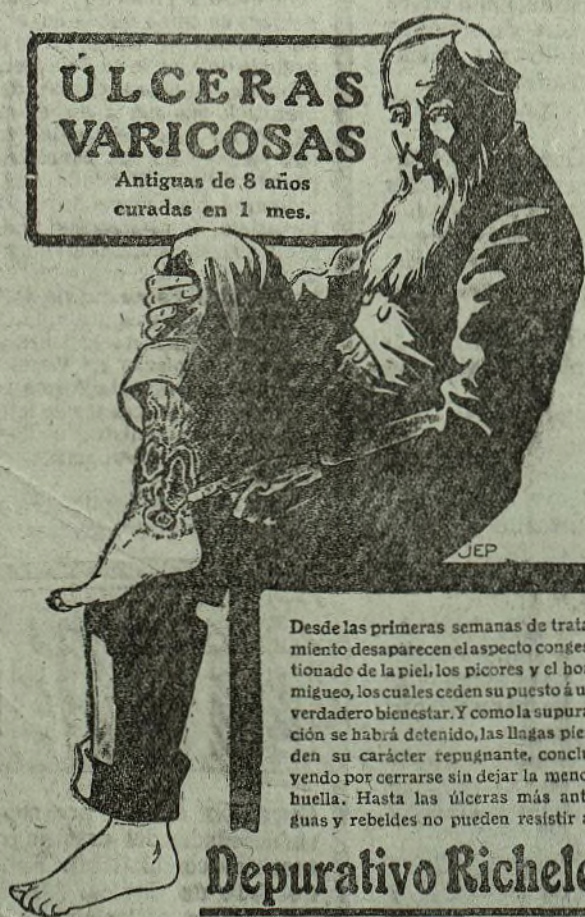 ÚLCERAS
VARICOSAS
Antiguas de 8 años
curadas en 1 mes.
JEP
Desde las primeras semanas de trata
miento desaparecen el aspecto conges
tionado de la piel, los picores y el ho
migueo, los cuales ceden su puesto á u
verdadero bienestar. Y como la supura
ción se habrá detenido, las llagas pie
den su carácter repugnante, conclu
yendo por cerrarse sin dejar la meno
huella. Hasta las úlceras más ant
guas y rebeldes no pueden resistir a
Depurativo Richele